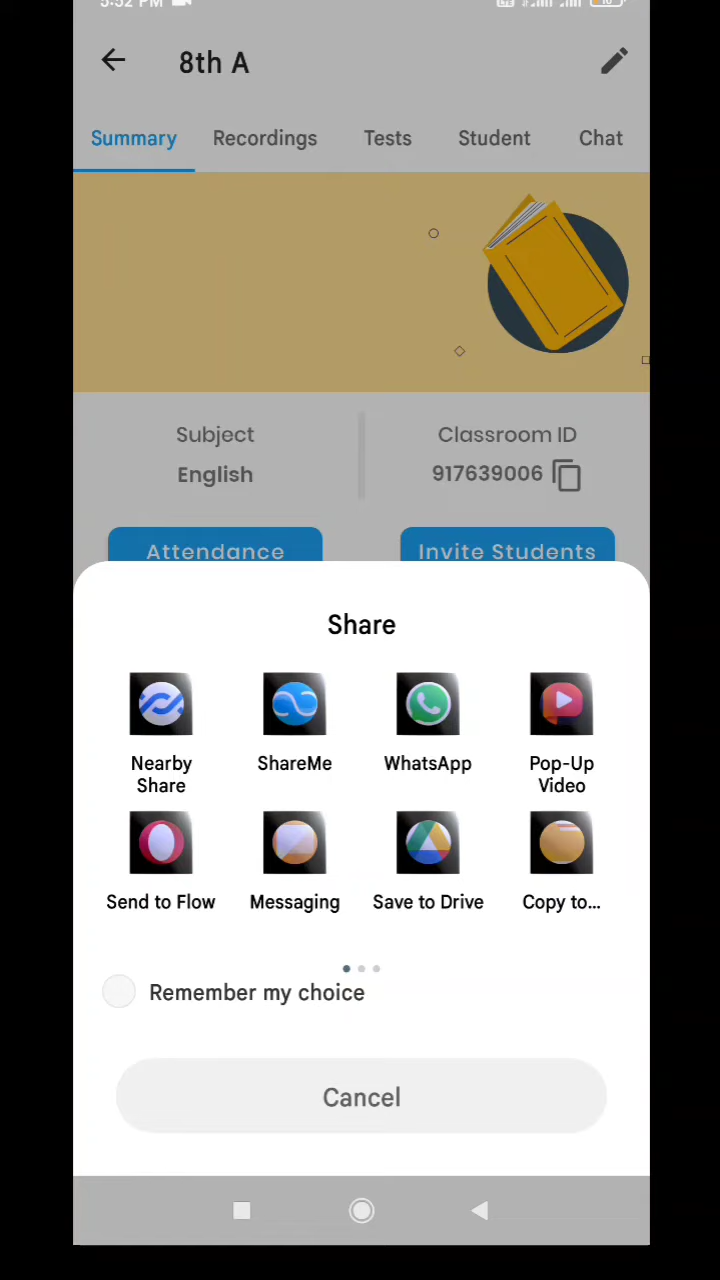 5:52 PM
8th A
Summary Recordings Tests Student Chat
Subject Classroom ID
English 917639006
Attendance Invite Students
Share
Nearby Share ShareMe WhatsApp Pop-Up Video
Send to Flow Messaging Save to Drive Copy to...
Remember my choice
Cancel